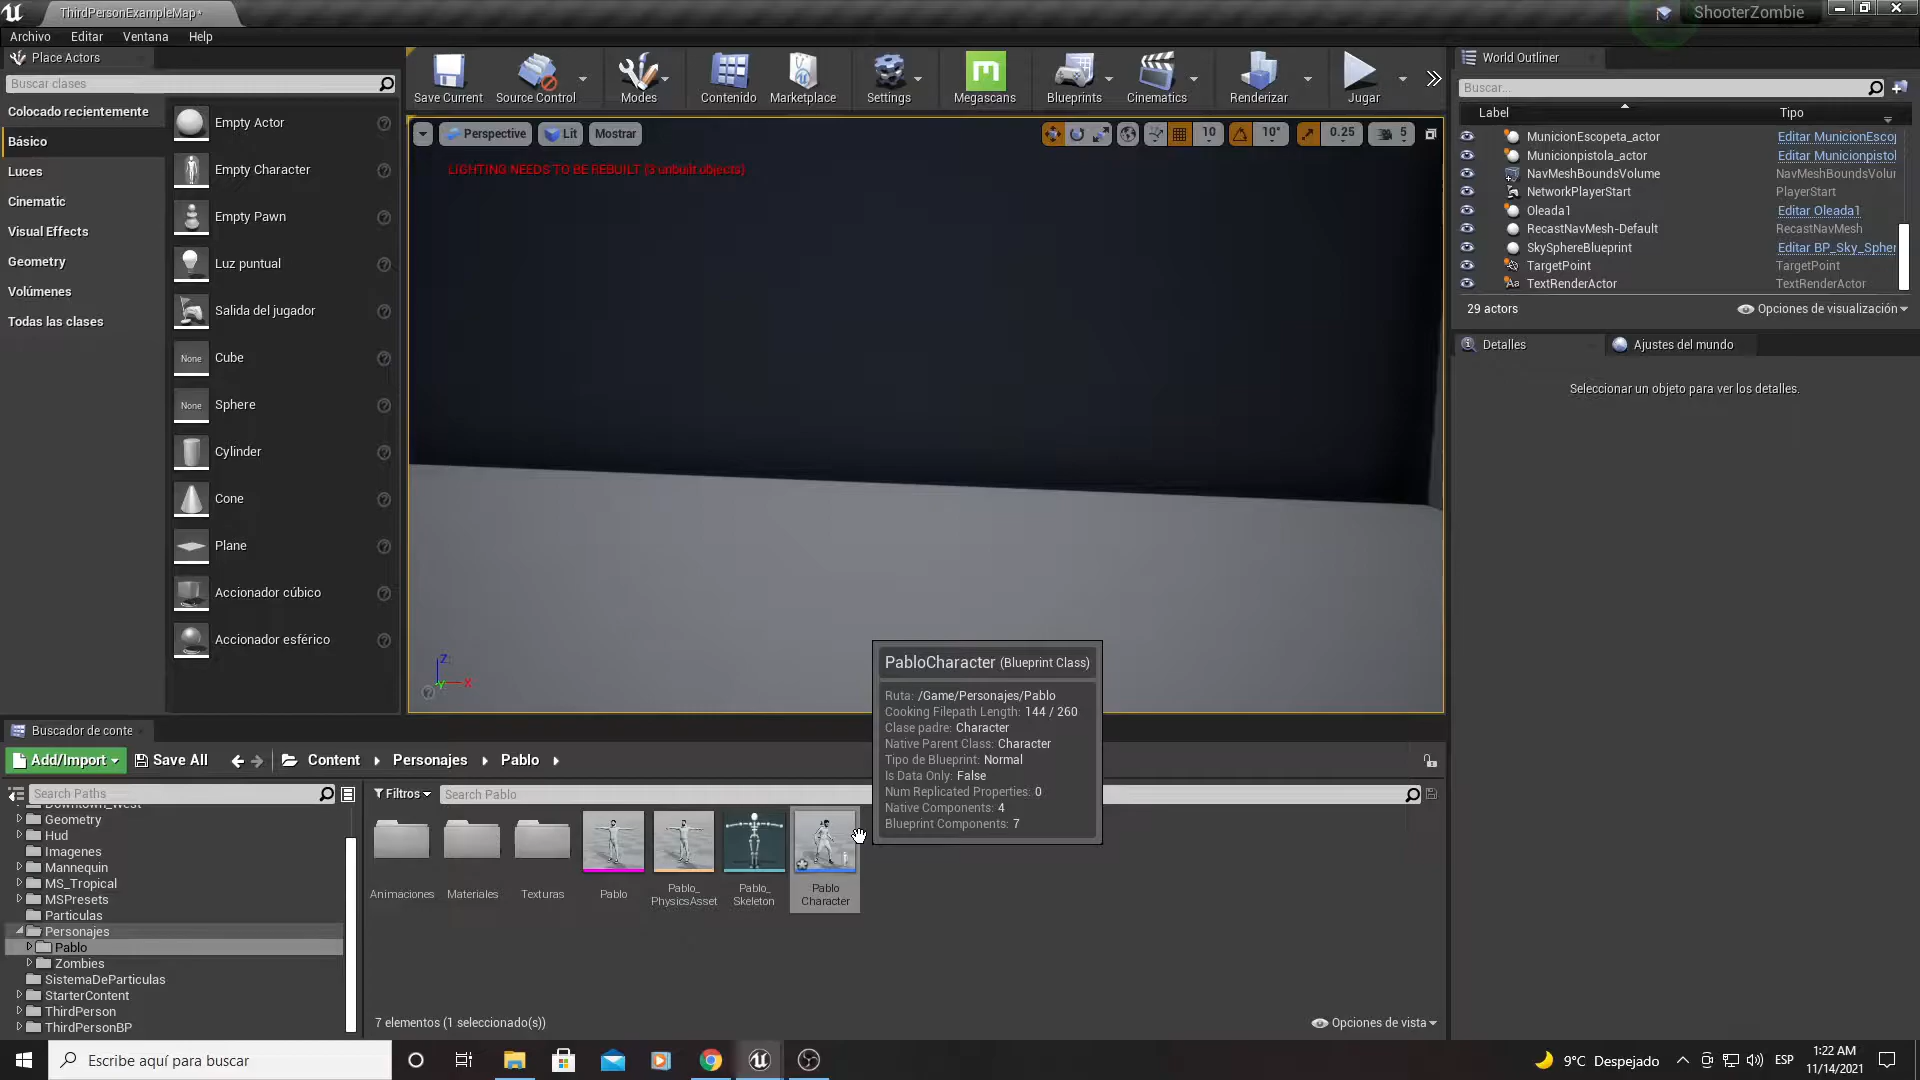 ThirdPersonExampleMap*
ShooterZombie
Archivo Editar Ventana Help
Place Actors
Buscar clases
Colocado recientemente
Básico
Luces
Cinematic
Visual Effects
Geometry
Volúmenes
Todas las clases
Empty Actor
Empty Character
Empty Pawn
Luz puntual
Salida del jugador
None Cube
None Sphere
Cylinder
Cone
Plane
Accionador cúbico
Accionador esférico
Save Current Source Control Modes Contenido Marketplace Settings Megascans Blueprints Cinematics Renderizar Jugar
Perspective Lit Mostrar 10 10° 0.25 5
LIGHTING NEEDS TO BE REBUILT (3 unbuilt objects)
Z
Y
X
World Outliner
Buscar...
Label Tipo
MunicionEscopeta_actor Editar MunicionEscop
Municionpistola_actor Editar Municionpistol
NavMeshBoundsVolume NavMeshBoundsVolur
NetworkPlayerStart PlayerStart
Oleada1 Editar Oleada1
RecastNavMesh-Default RecastNavMesh
SkySphereBlueprint Editar BP_Sky_Spher
TargetPoint TargetPoint
TextRenderActor TextRenderActor
29 actors Opciones de visualización
Detalles Ajustes del mundo
Seleccionar un objeto para ver los detalles.
PabloCharacter (Blueprint Class)
Ruta: /Game/Personajes/Pablo
Cooking Filepath Length: 144 / 260
Clase padre: Character
Native Parent Class: Character
Tipo de Blueprint: Normal
Is Data Only: False
Num Replicated Properties: 0
Native Components: 4
Blueprint Components: 7
Buscador de conte
Add/Import Save All Content Personajes Pablo
Search Paths
Downtown_West
Geometry
Hud
Imagenes
Mannequin
MS_Tropical
MSPresets
Particulas
Personajes
Pablo
Zombies
SistemaDeParticulas
StarterContent
ThirdPerson
ThirdPersonBP
Filtros Search Pablo
Animaciones
Materiales
Texturas
Pablo
Pablo_
PhysicsAsset
Pablo_
Skeleton
Pablo
Character
7 elementos (1 seleccionado(s)) Opciones de vista
Escribe aquí para buscar
9°C Despejado ESP
1:22 AM
11/14/2021